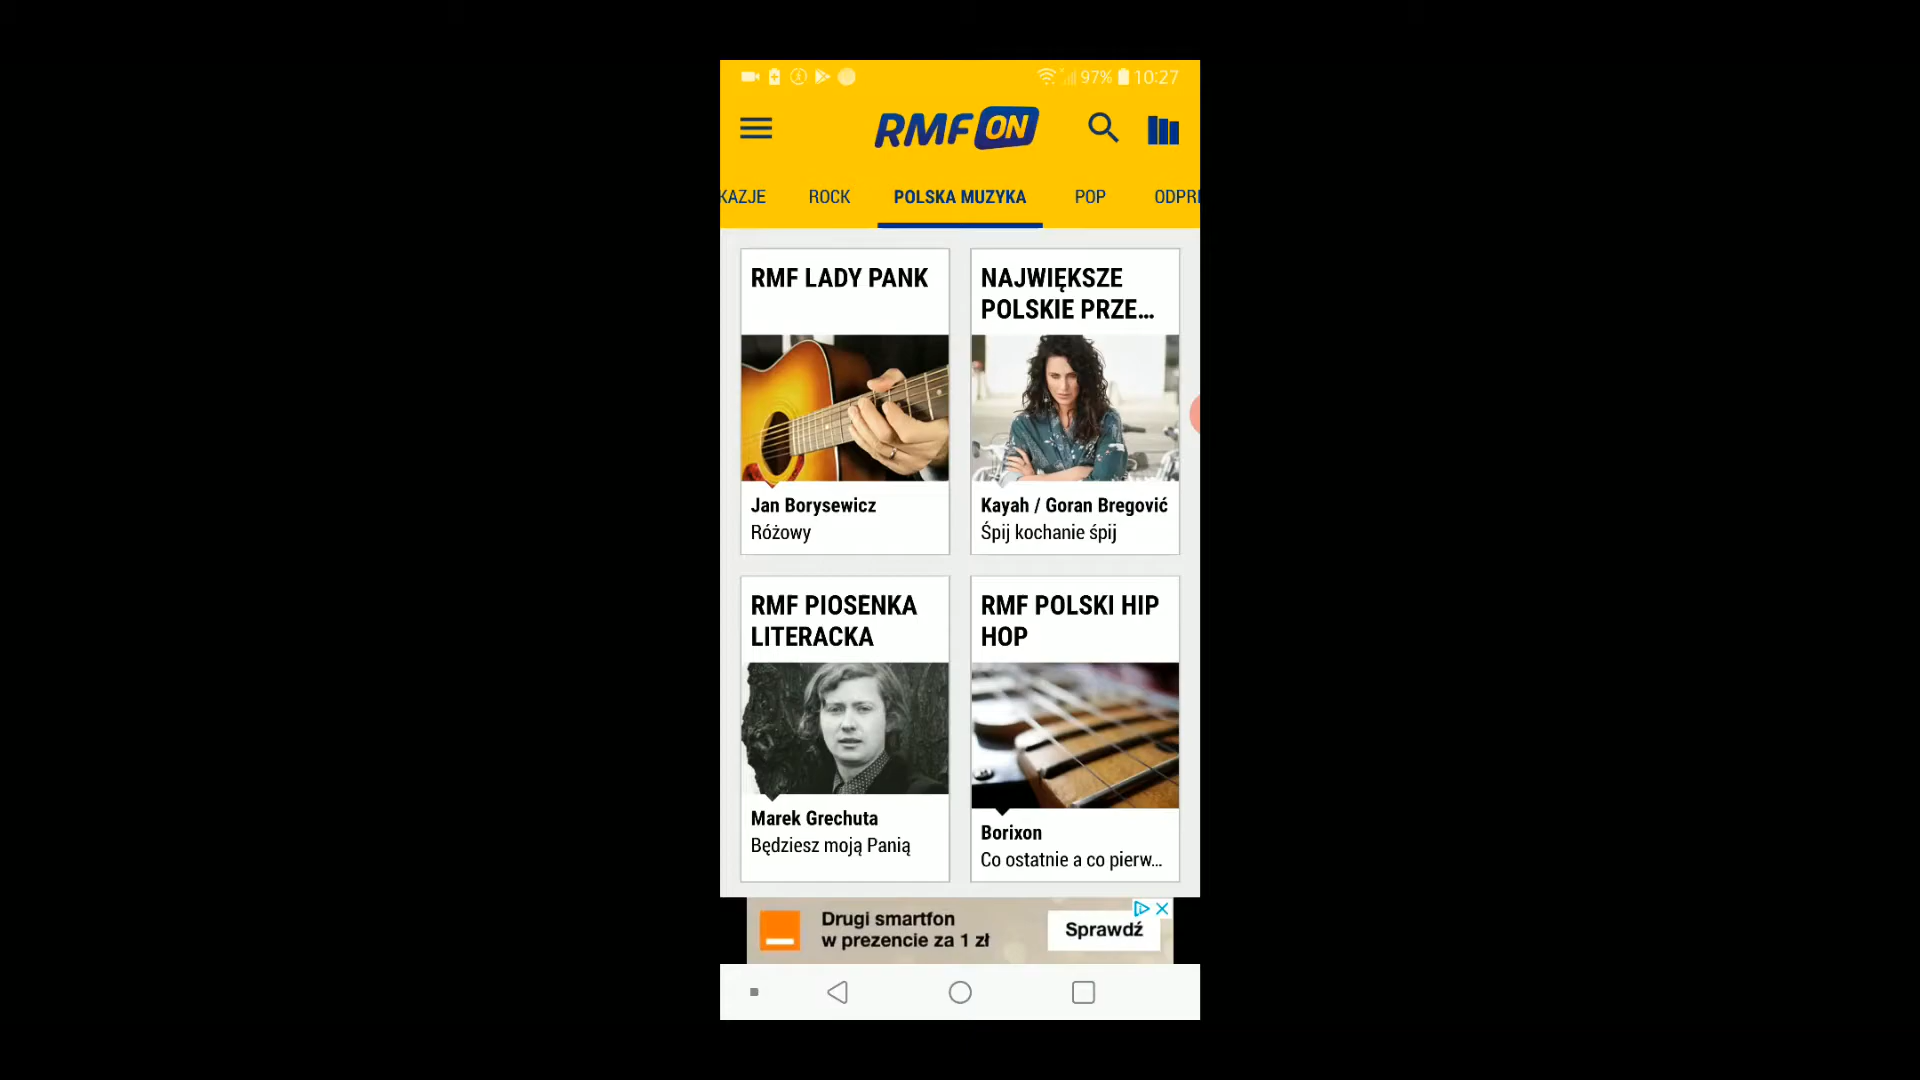 97% 10:27
RMF ON
KAZJE ROCK POLSKA MUZYKA POP ODPR
RMF LADY PANK
Jan Borysewicz
Różowy
NAJWIĘKSZE
POLSKIE PRZE...
Kayah / Goran Bregović
Śpij kochanie śpij
RMF PIOSENKA
LITERACKA
Marek Grechuta
Będziesz moją Panią
RMF POLSKI HIP
HOP
Borixon
Co ostatnie a co pierw...
Drugi smartfon
w prezencie za 1 zł
Sprawdź